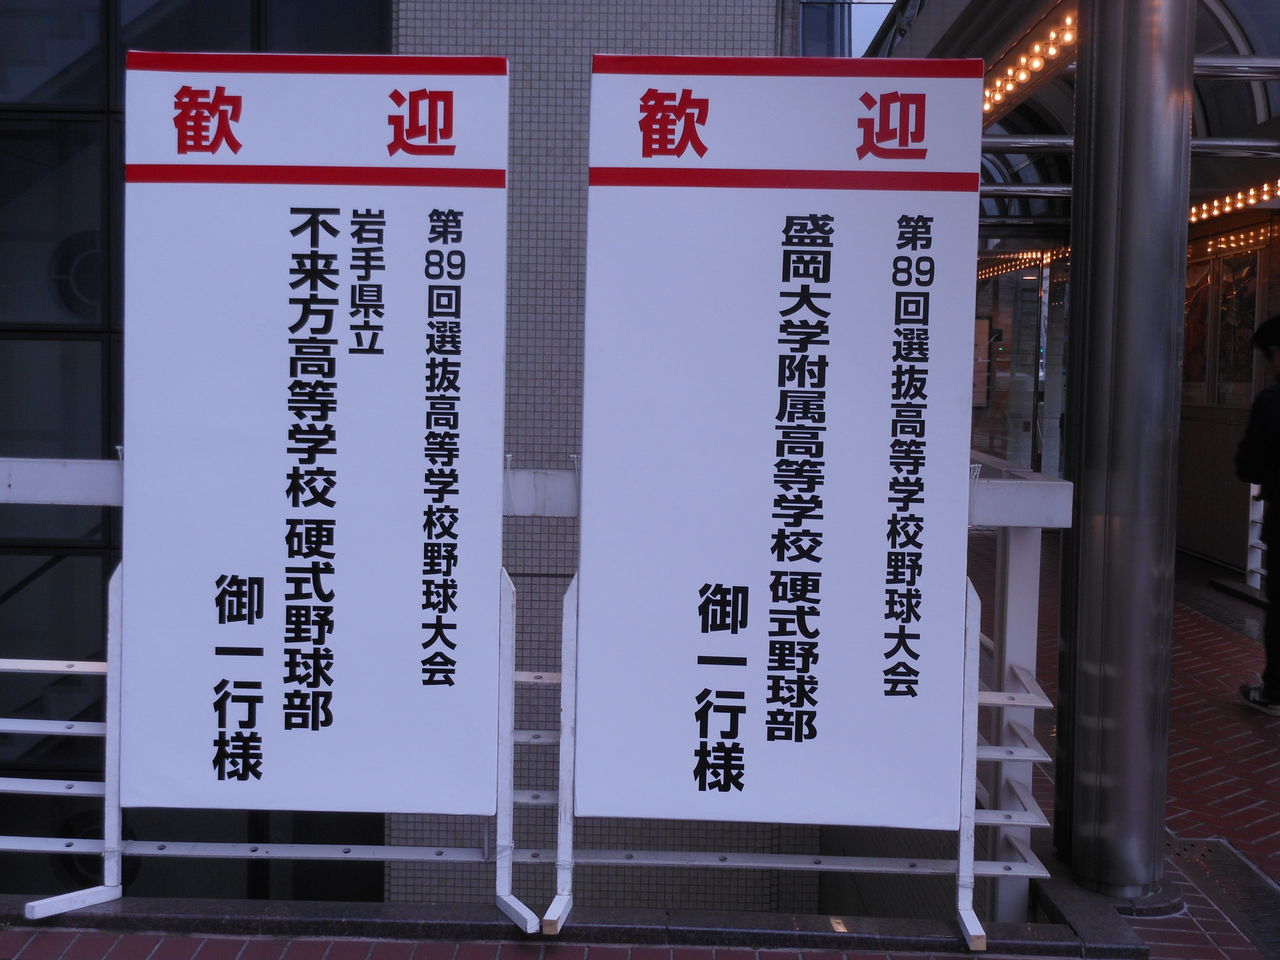 歓迎
第89回選抜高等学校野球大会
岩手県立
不来方高等学校 硬式野球部
御一行様
歓迎
第89回選抜高等学校野球大会
盛岡大学附属高等学校 硬式野球部
御一行様